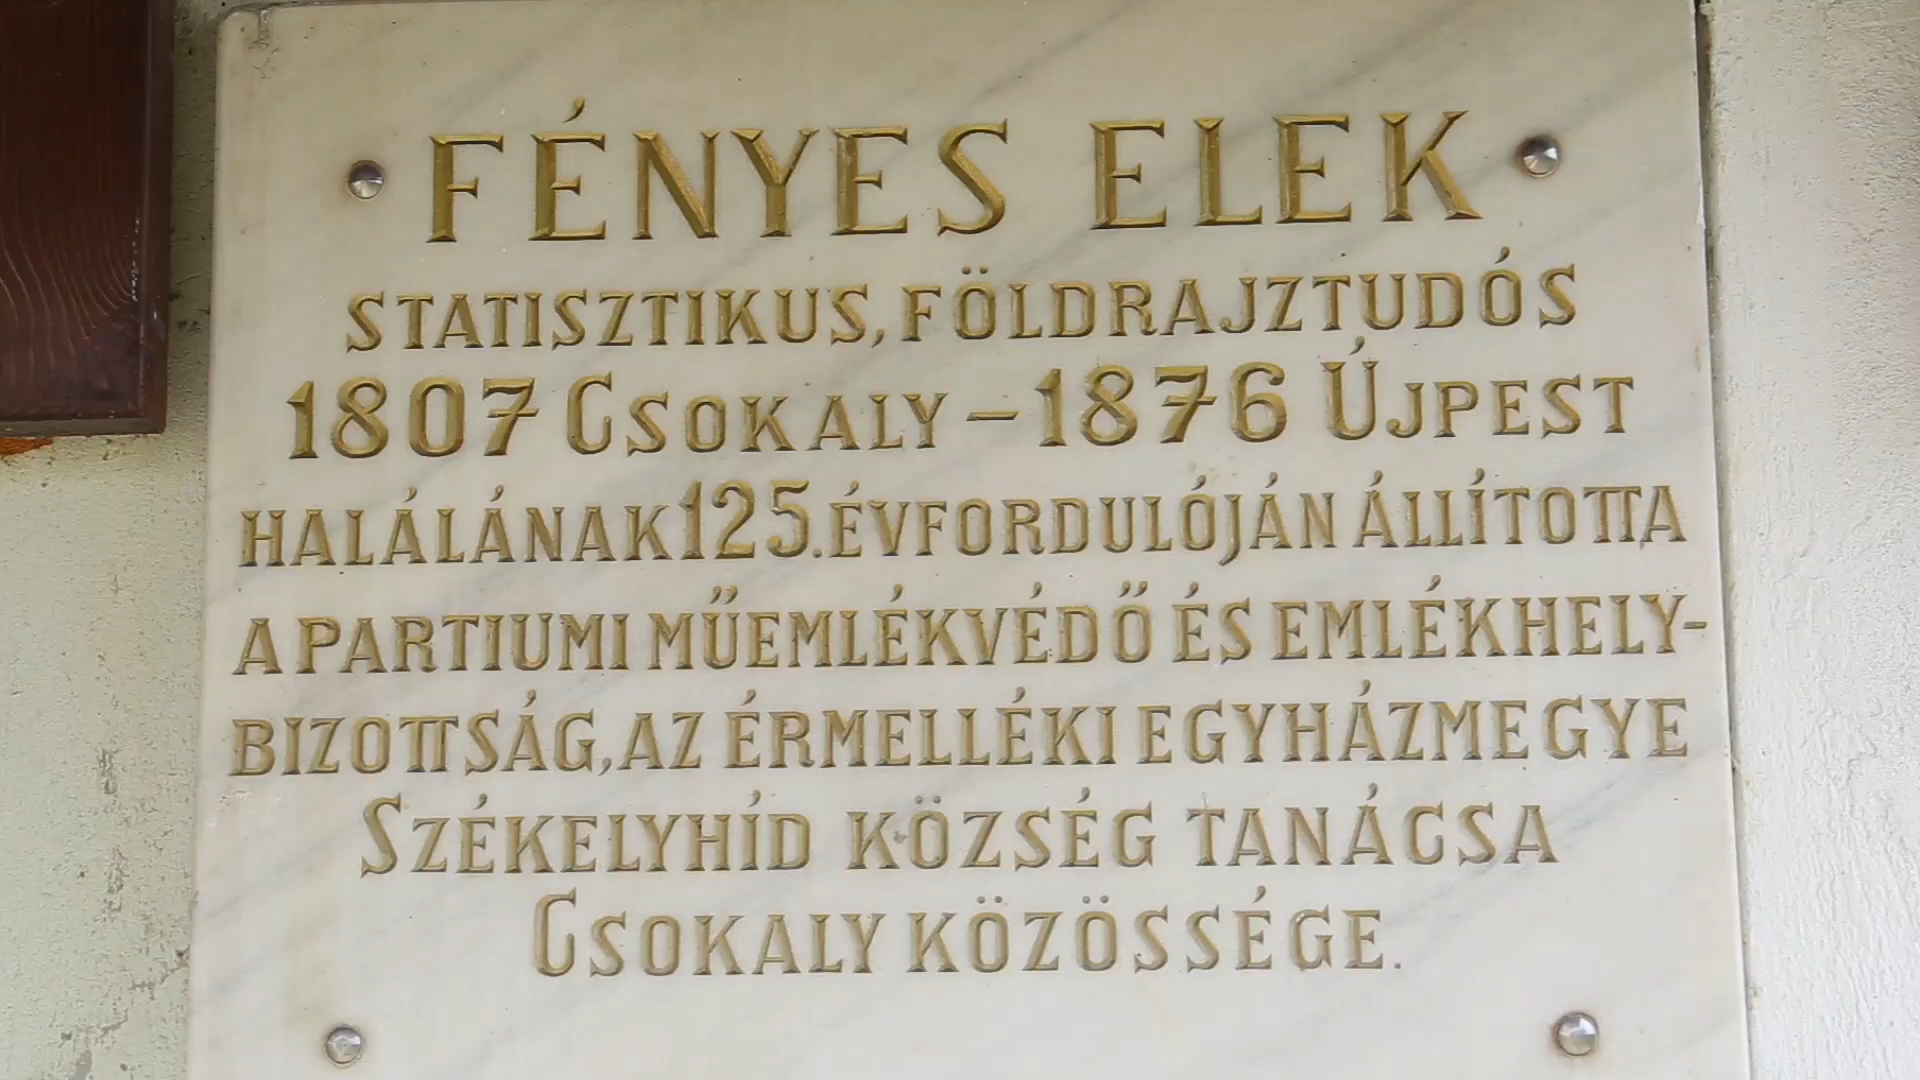 FÉNYES ELEK
STATISZTIKUS, FÖLDRAJZTUDÓS
1807 CSOKALY – 1876 ÚJPEST
HALÁLÁNAK 125. ÉVFORDULÓJÁN ÁLLÍTOTTA
A PARTIUMI MŰEMLÉKVÉDŐ ÉS EMLÉKHELY-
BIZOTTSÁG, AZ ÉRMELLÉKI EGYHÁZMEGYE
SZÉKELYHÍD KÖZSÉG TANÁCSA
CSOKALY KÖZÖSSÉGE.